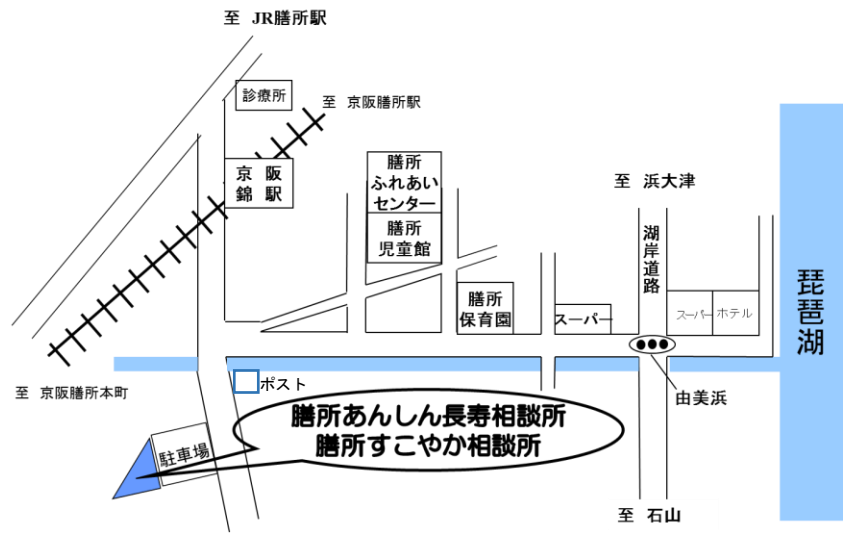 至 JR膳所駅
診療所
至 京阪膳所駅
京 阪
錦 駅
膳所
ふれあい
センター
膳所
児童館
至 浜大津
湖岸道路
琵琶湖
膳所
保育園
スーパー
スーパー
ホテル
至 京阪膳所本町
ポスト
由美浜
膳所あんしん長寿相談所
膳所すこやか相談所
駐車場
至 石山